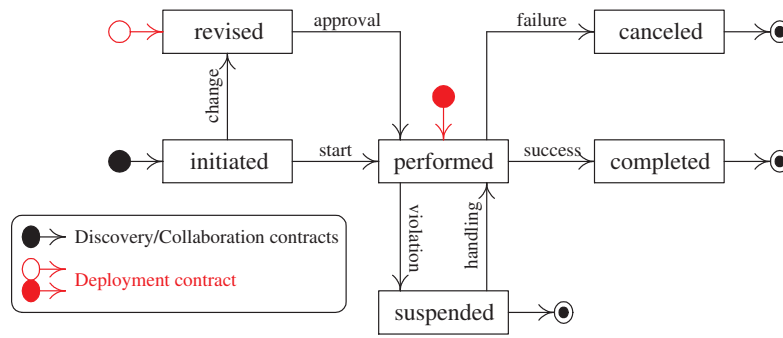 revised
approval
failure
canceled
change
initiated
start
performed
success
completed
violation
handling
Discovery/Collaboration contracts
Deployment contract
suspended